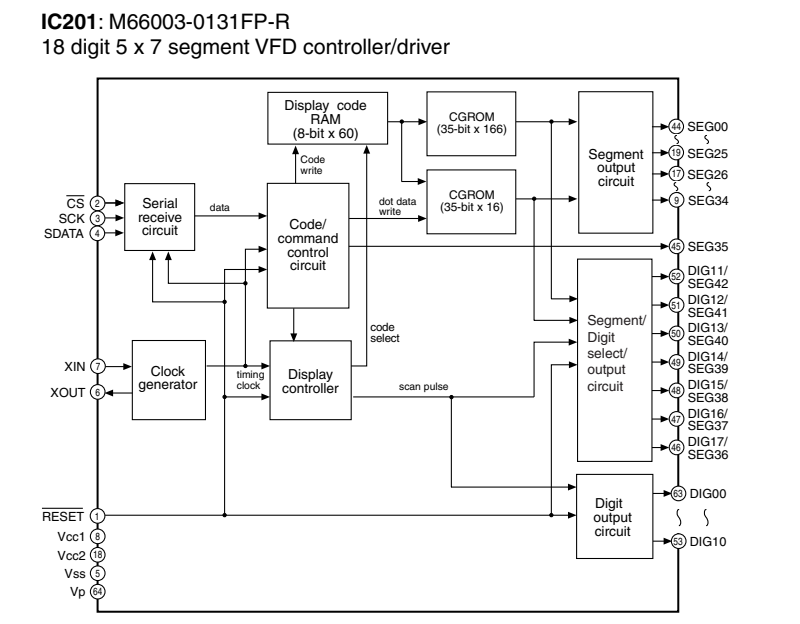 IC201: M66003-0131FP-R
18 digit 5 x 7 segment VFD controller/driver
Display code
RAM
(8-bit x 60)
CGROM
(35-bit x 166)
Segment
output
circuit
44 SEG00
19 SEG25
17 SEG26
9 SEG34
Code
write
CS 2
SCK 3
SDATA 4
Serial
receive
circuit
data
Code/
command
control
circuit
dot data
write
CGROM
(35-bit x 16)
45 SEG35
52 DIG11/
SEG42
51 DIG12/
SEG41
50 DIG13/
SEG40
49 DIG14/
SEG39
48 DIG15/
SEG38
47 DIG16/
SEG37
46 DIG17/
SEG36
Segment/
Digit
select/
output
circuit
code
select
XIN 7
XOUT 6
Clock
generator
timing
clock
Display
controller
scan pulse
RESET 1
Vcc1 8
Vcc2 18
Vss 5
Vp 64
Digit
output
circuit
63 DIG00
53 DIG10